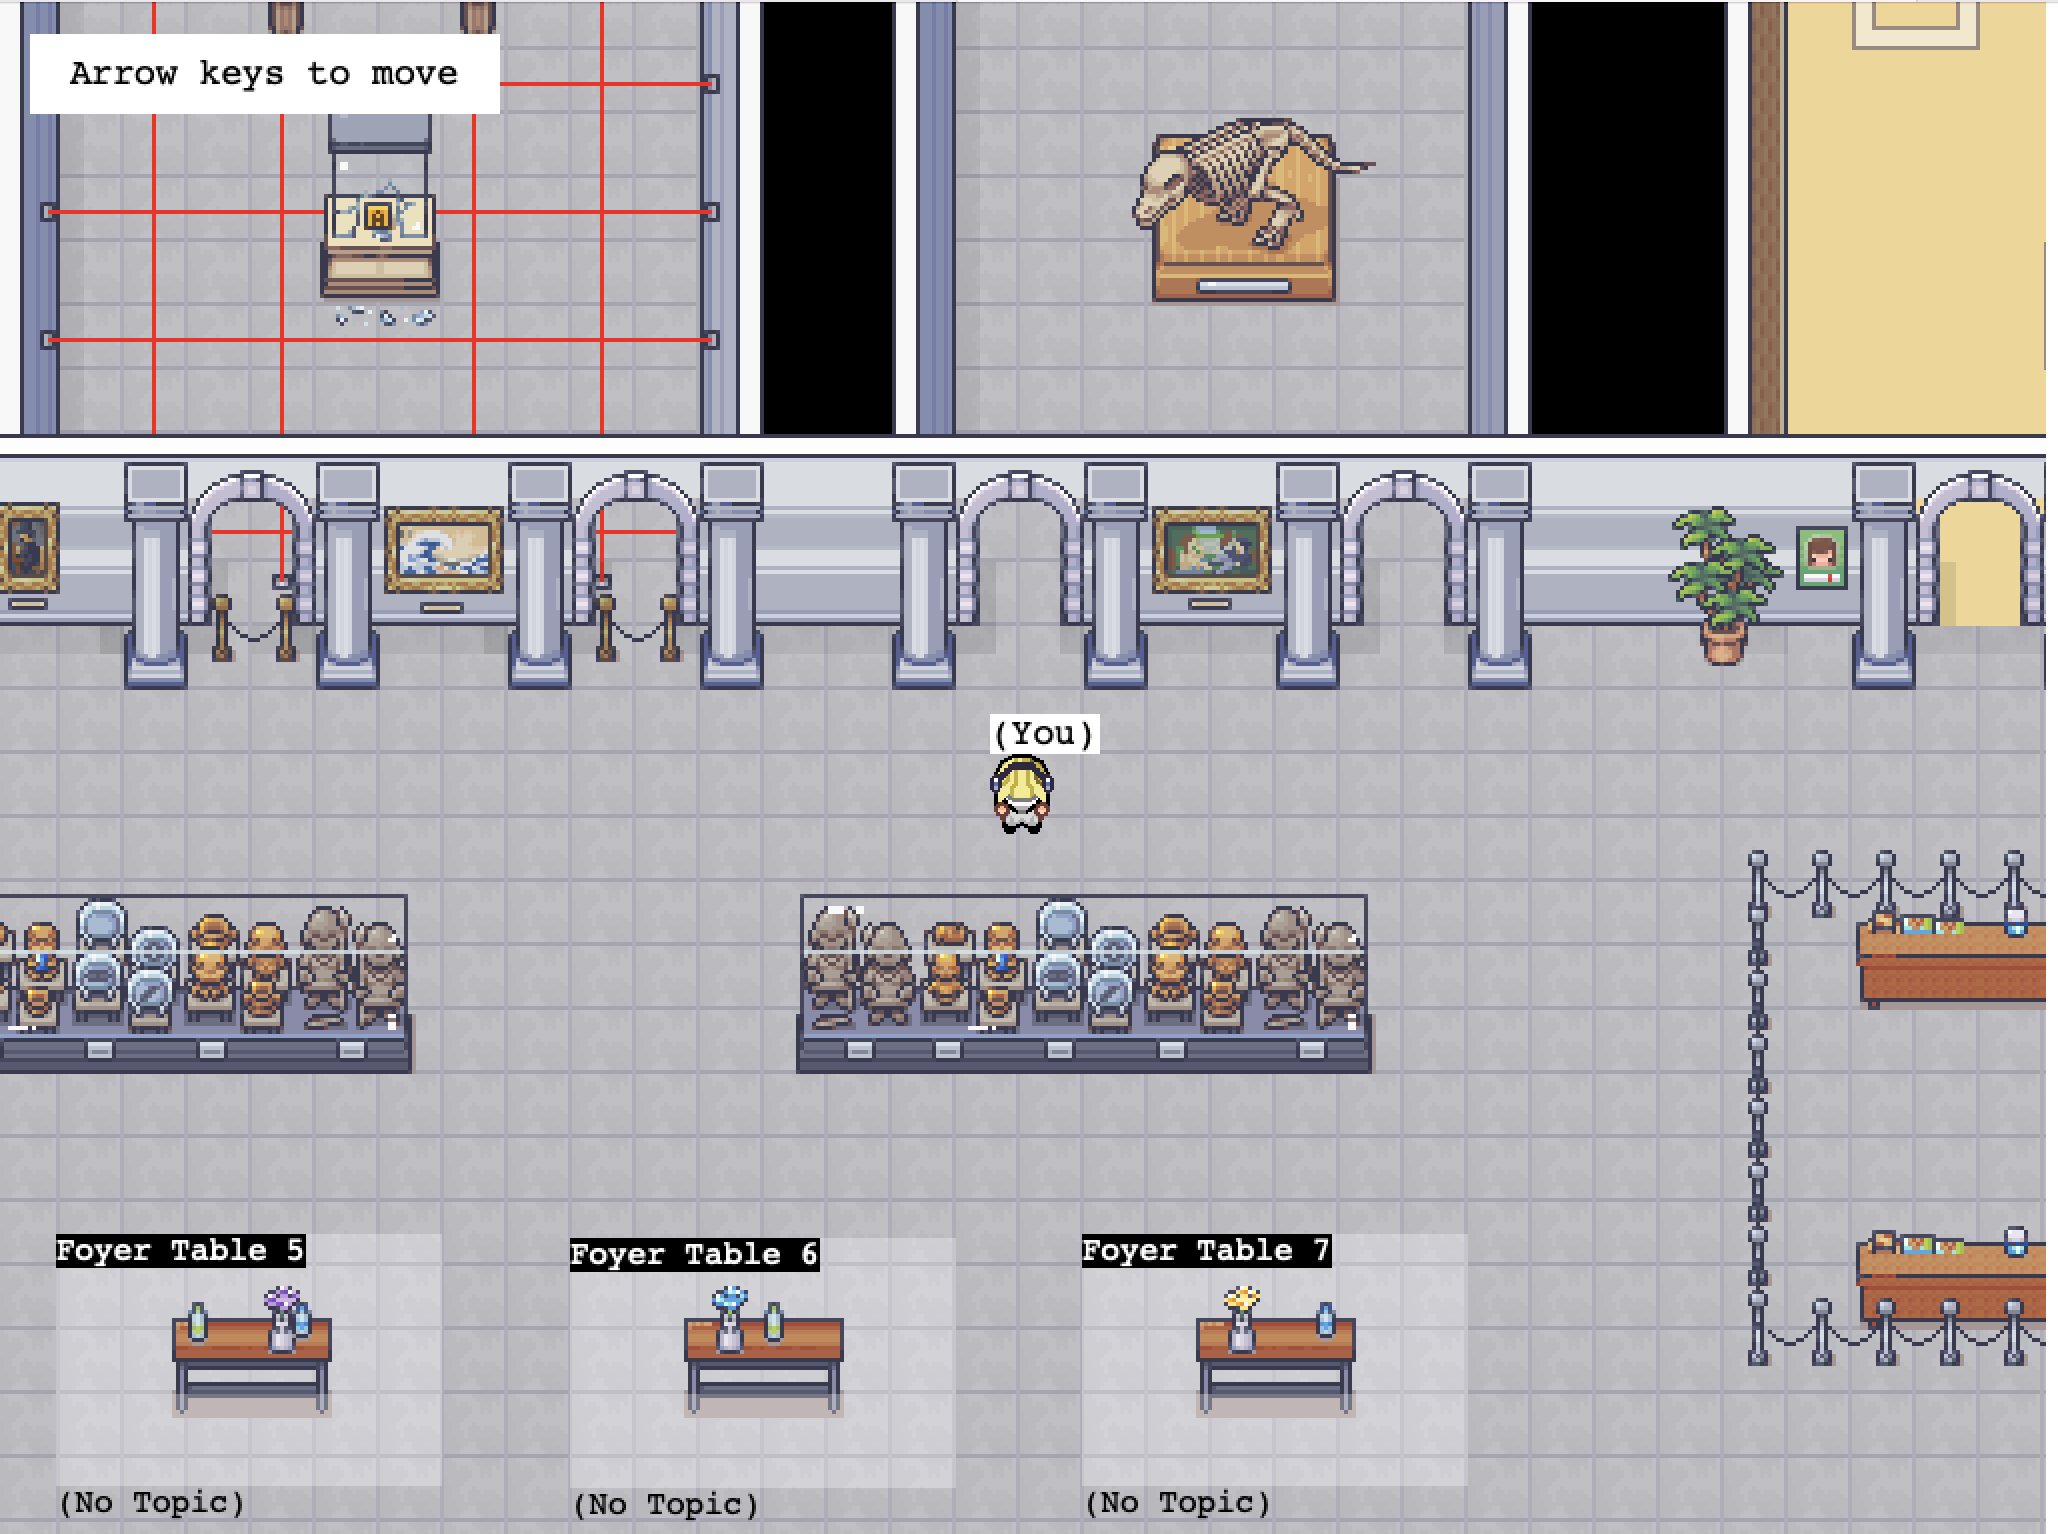 Arrow keys to move
A
(You)
Foyer Table 5
Foyer Table 6
Foyer Table 7
(No Topic)
(No Topic)
(No Topic)